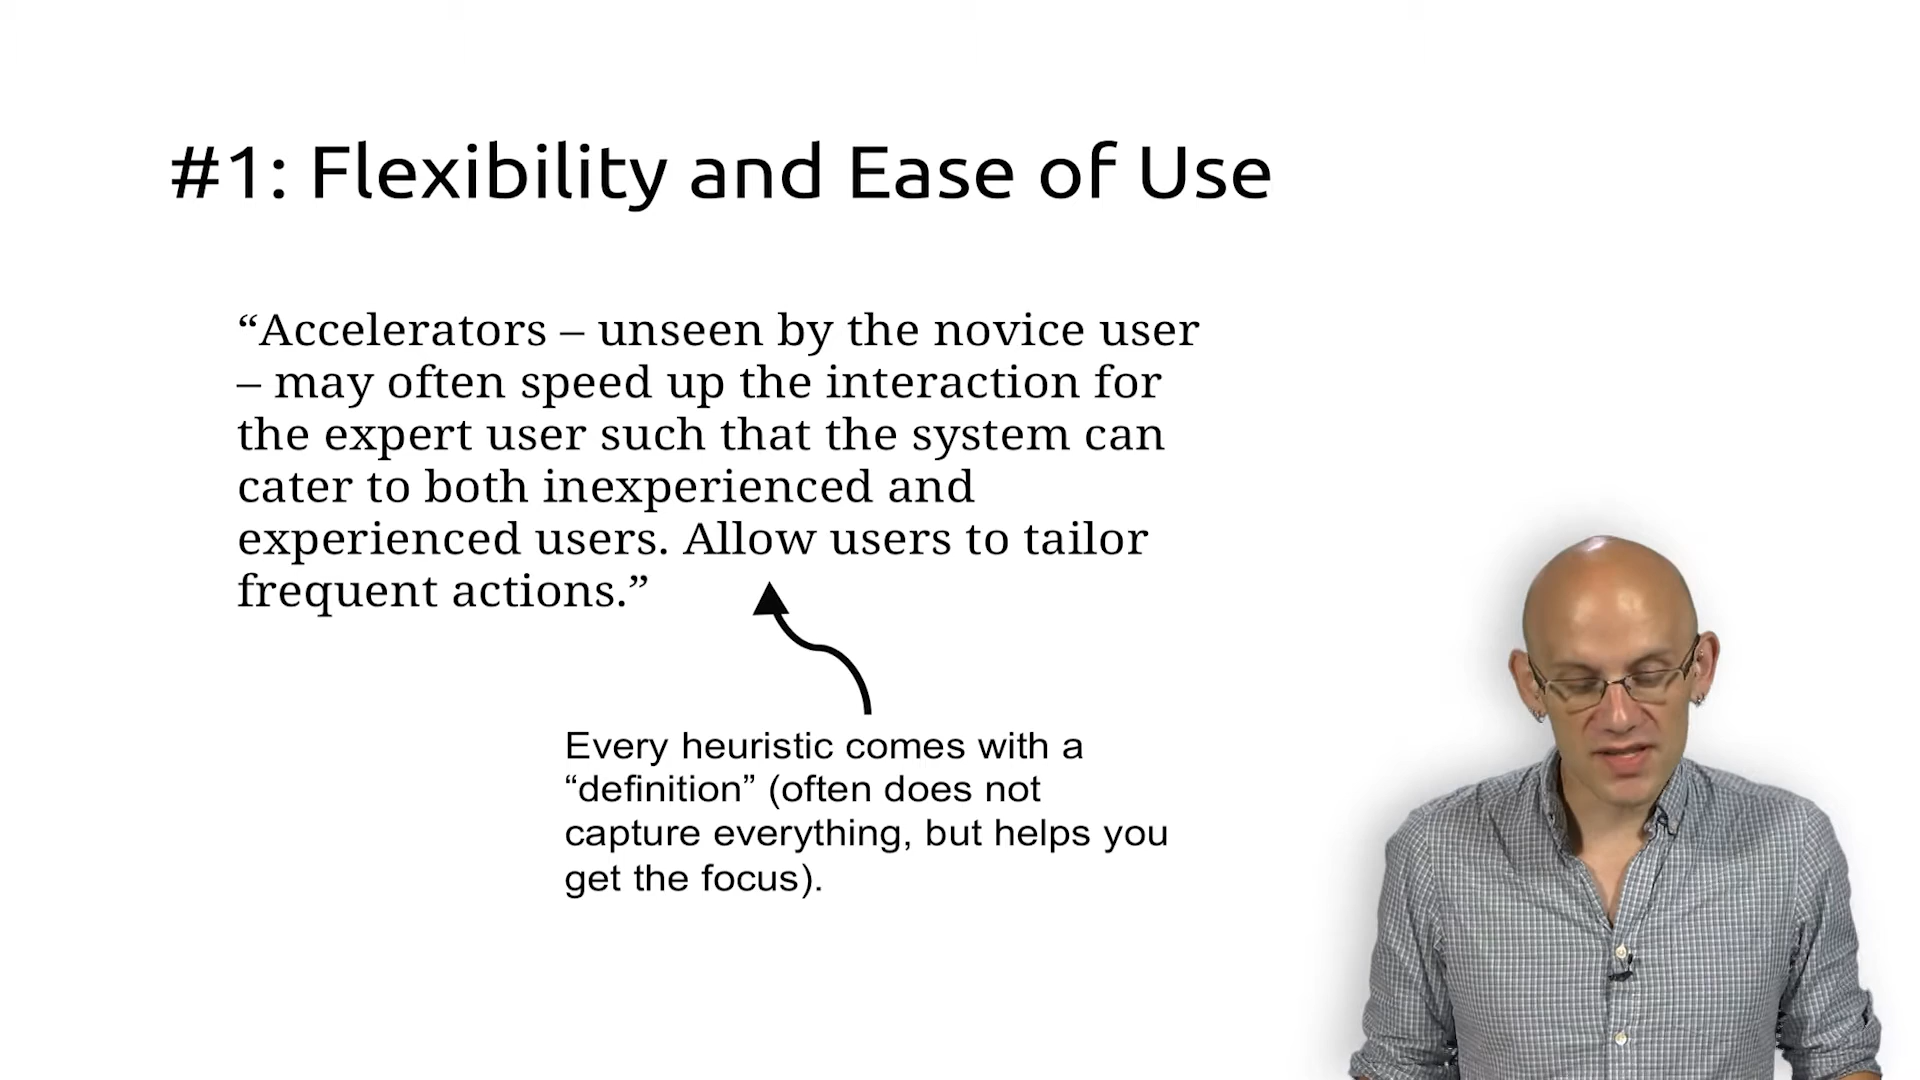 #1: Flexibility and Ease of Use
“Accelerators – unseen by the novice user
– may often speed up the interaction for
the expert user such that the system can
cater to both inexperienced and
experienced users. Allow users to tailor
frequent actions.”
Every heuristic comes with a
“definition” (often does not
capture everything, but helps you
get the focus).